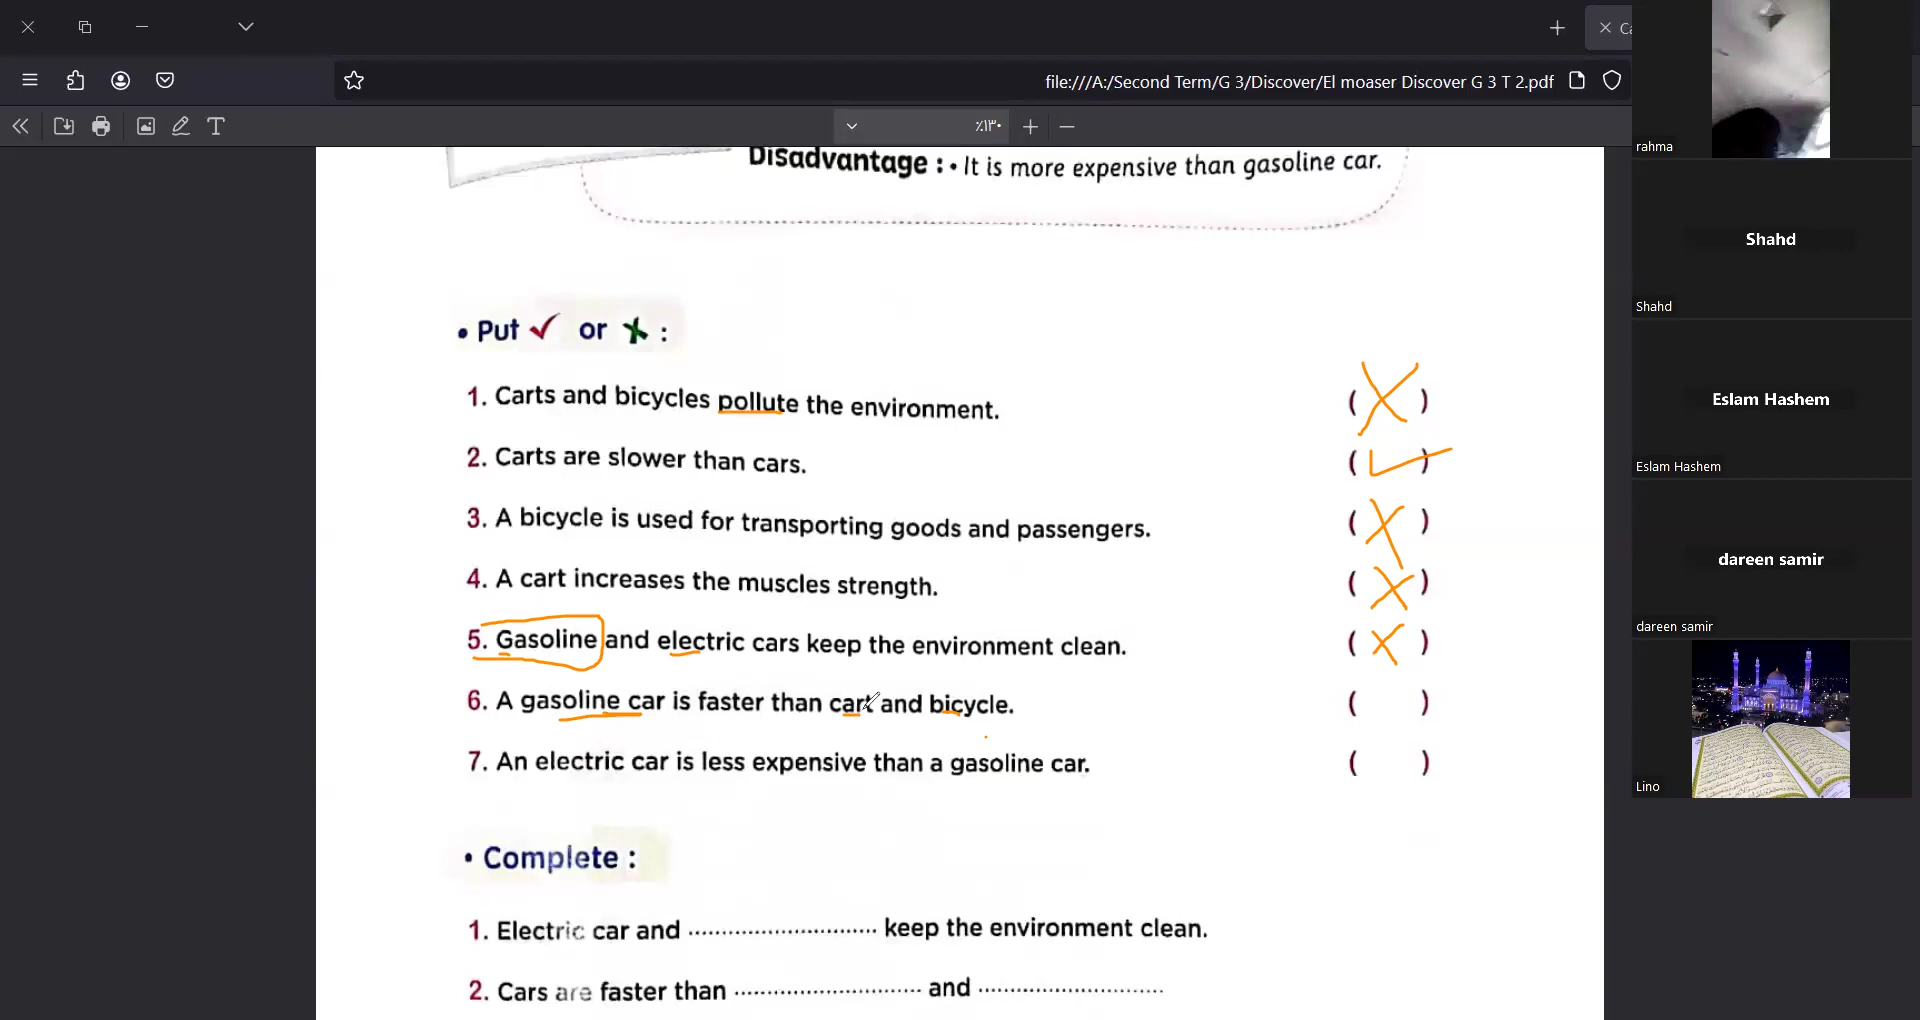 file:///A:/Second Term/G 3/Discover/El moaser Discover G 3 T 2.pdf
٪١٣٠
Disadvantage : • It is more expensive than gasoline car.
• Put ✓ or ✗ :
1. Carts and bicycles pollute the environment. ( X )
2. Carts are slower than cars. ( ✓ )
3. A bicycle is used for transporting goods and passengers. ( X )
4. A cart increases the muscles strength. ( X )
5. Gasoline and electric cars keep the environment clean. ( X )
6. A gasoline car is faster than cart and bicycle. ( )
7. An electric car is less expensive than a gasoline car. ( )
• Complete :
1. Electric car and .............................. keep the environment clean.
2. Cars are faster than .............................. and ..............................
rahma
Shahd
Shahd
Eslam Hashem
Eslam Hashem
dareen samir
dareen samir
Lino